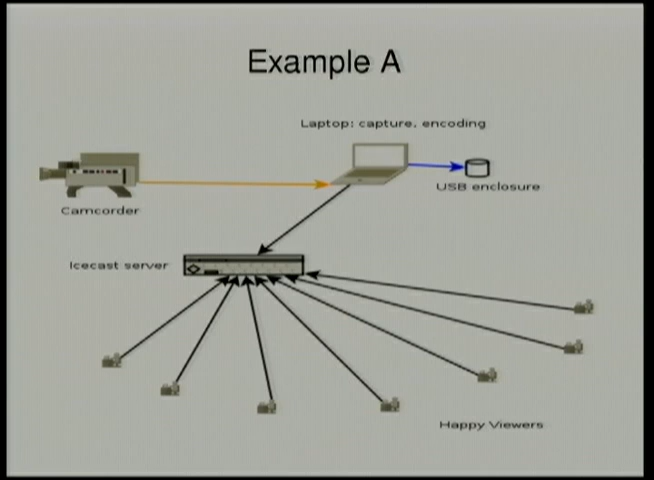 Example A
Laptop: capture, encoding
USB enclosure
Camcorder
Icecast server
Happy Viewers